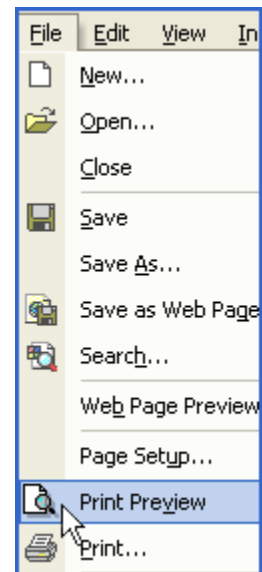 File Edit View In
New...
Open...
Close
Save
Save As...
Save as Web Page
Search...
Web Page Preview
Page Setup...
Print Preview
Print...